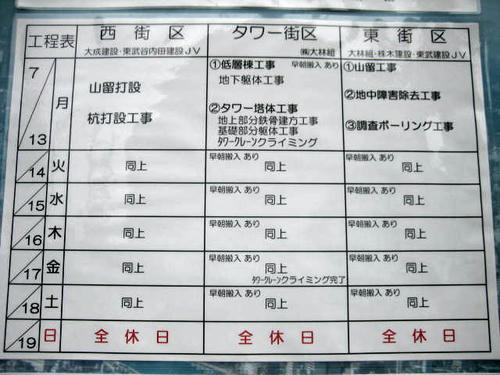 工程表 西街区 タワー街区 東街区
大成建設・東武谷内田建設JV ㈱大林組 大林組・株木建設・東武建設JV
7/13 月
山留打設
杭打設工事
①低層棟工事 早朝搬入 あり
地下躯体工事
②タワー塔体工事
地上部分鉄骨建方工事
基礎部分躯体工事
タワークレーンクライミング
①山留工事
②地中障害除去工事
③調査ボーリング工事
14 火 同上 早朝搬入 あり 同上 早朝搬入 あり 同上
15 水 同上 早朝搬入 あり 同上 早朝搬入 あり 同上
16 木 同上 早朝搬入 あり 同上 早朝搬入 あり 同上
17 金 同上 早朝搬入 あり 同上 タワークレーンクライミング完了 早朝搬入 あり 同上
18 土 同上 早朝搬入 あり 同上 早朝搬入 あり 同上
19 日 全休日 全休日 全休日